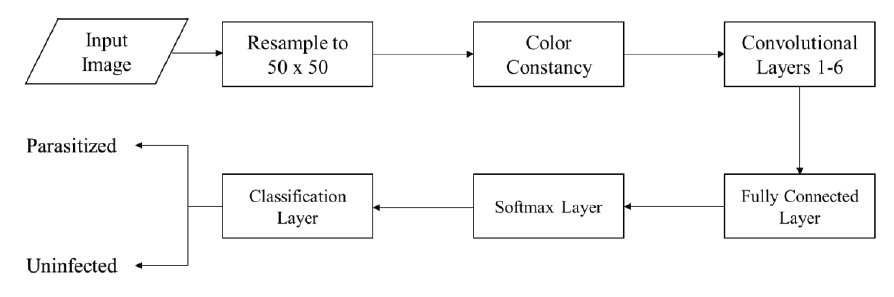 Input
Image
Resample to
50 x 50
Color
Constancy
Convolutional
Layers 1-6
Fully Connected
Layer
Softmax Layer
Classification
Layer
Parasitized
Uninfected